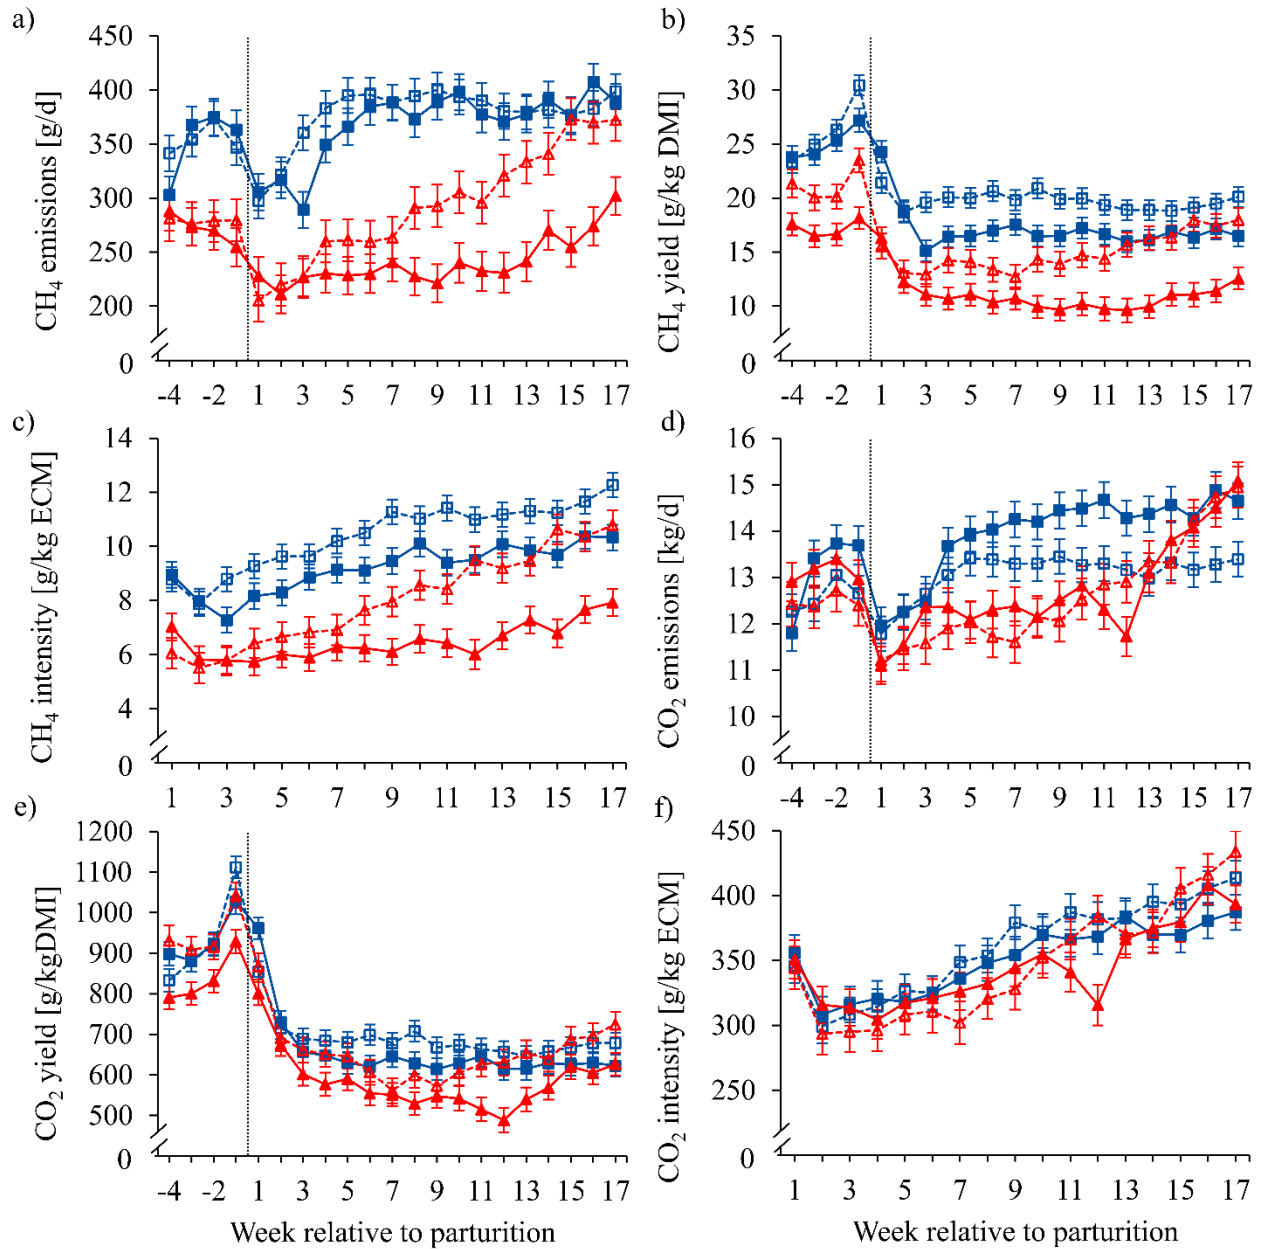 a)
CH₄ emissions [g/d]
450
400
350
300
250
200
0
-4 -2 1 3 5 7 9 11 13 15 17
b)
CH₄ yield [g/kg DMI]
35
30
25
20
15
10
0
-4 -2 1 3 5 7 9 11 13 15 17
c)
CH₄ intensity [g/kg ECM]
14
12
10
8
6
4
0
1 3 5 7 9 11 13 15 17
d)
CO₂ emissions [kg/d]
16
15
14
13
12
11
10
0
-4 -2 1 3 5 7 9 11 13 15 17
e)
CO₂ yield [g/kgDMI]
1200
1100
1000
900
800
700
600
500
0
-4 -2 1 3 5 7 9 11 13 15 17
Week relative to parturition
f)
CO₂ intensity [g/kg ECM]
450
400
350
300
250
0
1 3 5 7 9 11 13 15 17
Week relative to parturition